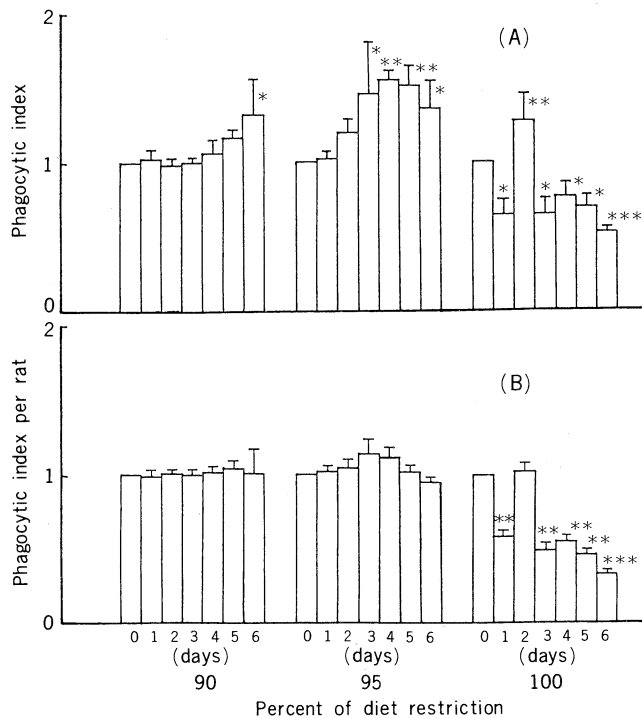 2
(A)
Phagocytic index
1
0
*
*
**
**
*
**
*
*
*
*
***
2
(B)
Phagocytic index per rat
1
0
**
**
**
**
***
0 1 2 3 4 5 6 0 1 2 3 4 5 6 0 1 2 3 4 5 6
(days) (days) (days)
90 95 100
Percent of diet restriction